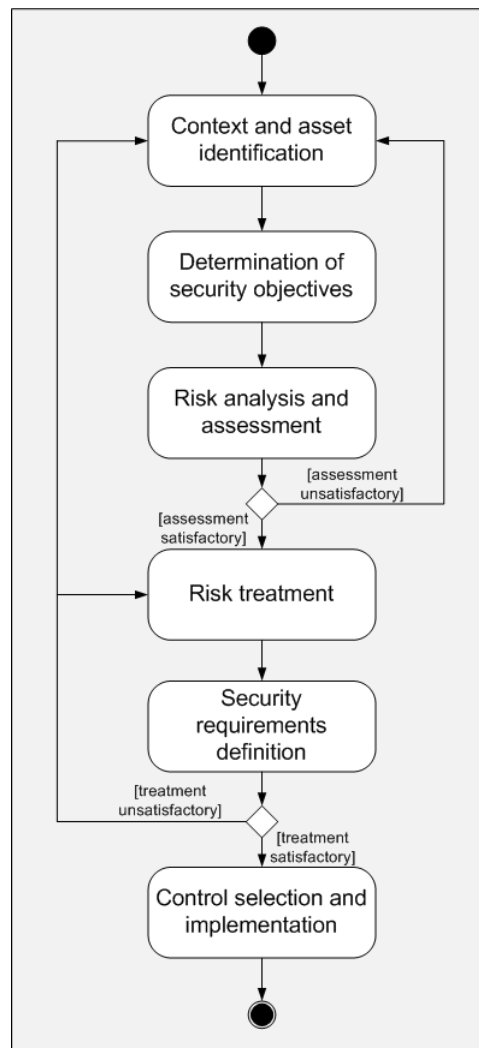 Context and asset
identification
Determination of
security objectives
Risk analysis and
assessment
[assessment
unsatisfactory]
[assessment
satisfactory]
Risk treatment
Security
requirements
definition
[treatment
unsatisfactory]
[treatment
satisfactory]
Control selection and
implementation